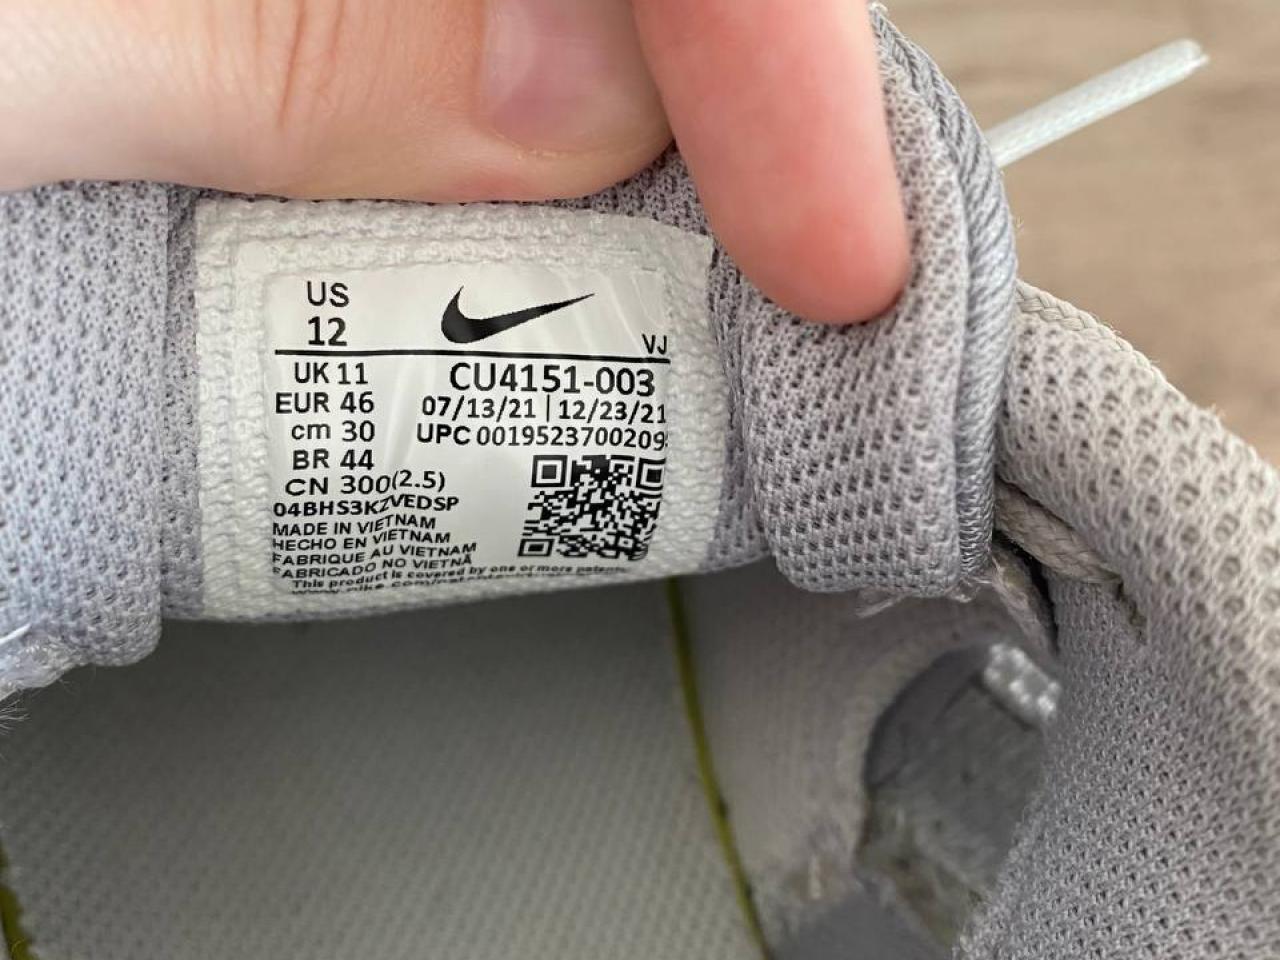 US
12
VJ
UK 11
CU4151-003
EUR 46
07/13/21 | 12/23/21
cm 30
UPC 0019523700209
BR 44
CN 300(2.5)
04BHS3KZVEDSP
MADE IN VIETNAM
HECHO EN VIETNAM
FABRIQUE AU VIETNAM
FABRICADO NO VIETNÃ
This product is covered by one or more patents.